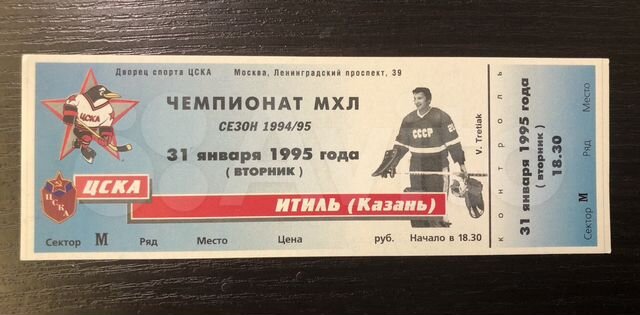 Дворец спорта ЦСКА Москва, Ленинградский проспект, 39
ЧЕМПИОНАТ МХЛ
СЕЗОН 1994/95
31 января 1995 года
(вторник)
ЦСКА
ИТИЛЬ (Казань)
Сектор М Ряд Место Цена руб. Начало в 18.30
ЦСКА
СССР
20
V. Tretiak
контроль
31 января 1995 года
(вторник)
18.30
Сектор М Ряд Место